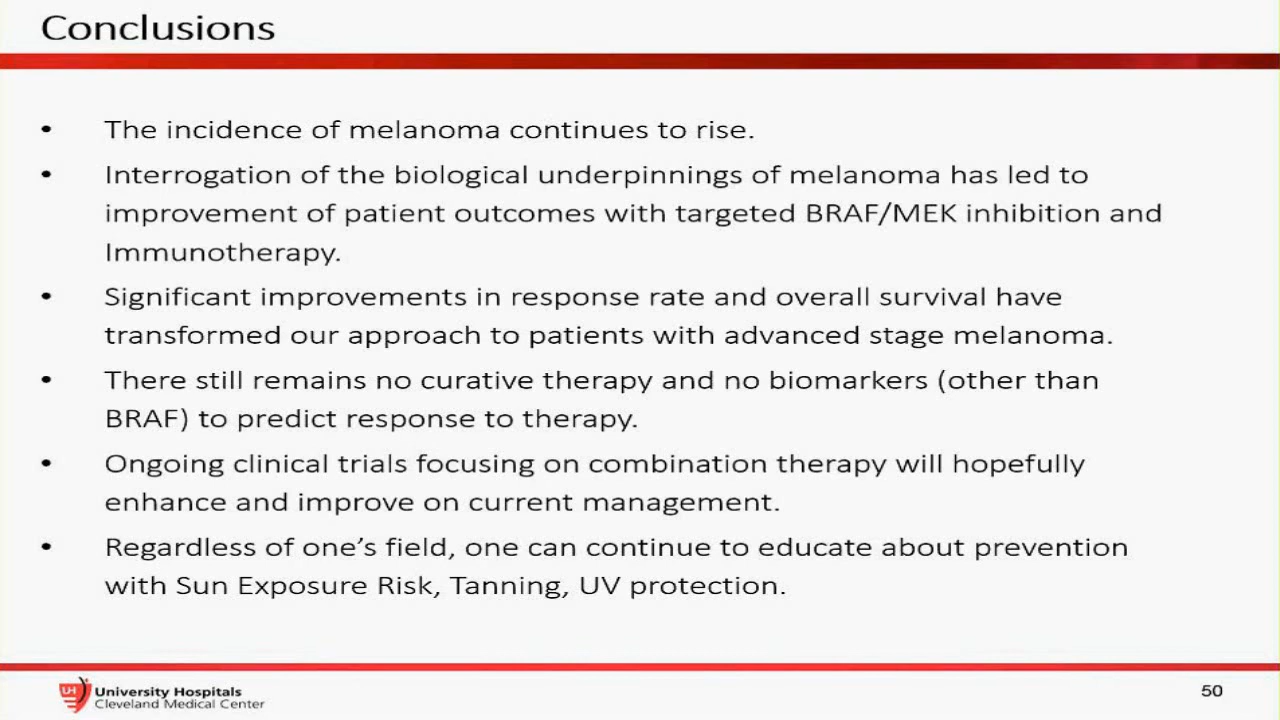 Conclusions
• The incidence of melanoma continues to rise.
• Interrogation of the biological underpinnings of melanoma has led to
improvement of patient outcomes with targeted BRAF/MEK inhibition and
Immunotherapy.
• Significant improvements in response rate and overall survival have
transformed our approach to patients with advanced stage melanoma.
• There still remains no curative therapy and no biomarkers (other than
BRAF) to predict response to therapy.
• Ongoing clinical trials focusing on combination therapy will hopefully
enhance and improve on current management.
• Regardless of one’s field, one can continue to educate about prevention
with Sun Exposure Risk, Tanning, UV protection.
UH
University Hospitals
Cleveland Medical Center
50